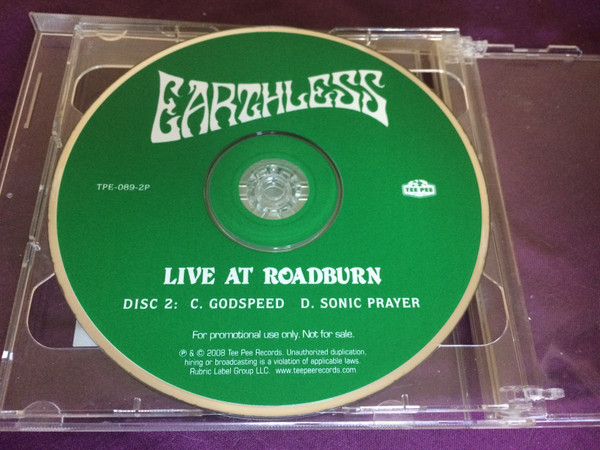 EARTHLESS
TPE-089-2P
TEE PEE
LIVE AT ROADBURN
DISC 2: C. GODSPEED D. SONIC PRAYER
For promotional use only. Not for sale.
℗ & © 2008 Tee Pee Records. Unauthorized duplication,
hiring or broadcasting is a violation of applicable laws.
Rubric Label Group LLC. www.teepeerecords.com